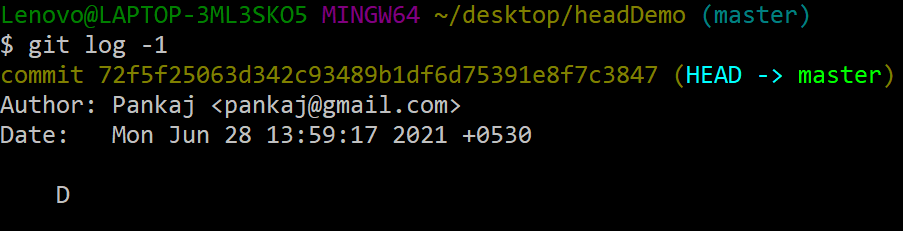 Lenovo@LAPTOP-3ML3SKO5 MINGW64 ~/desktop/headDemo (master)
$ git log -1
commit 72f5f25063d342c93489b1df6d75391e8f7c3847 (HEAD -> master)
Author: Pankaj <pankaj@gmail.com>
Date:   Mon Jun 28 13:59:17 2021 +0530
    D